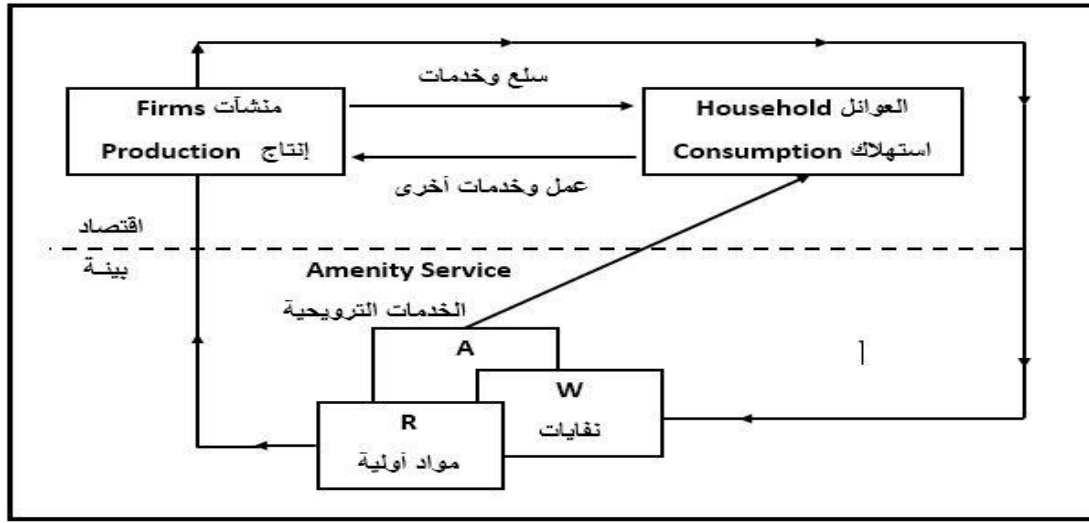 سلع وخدمات
منشآت Firms
إنتاج Production
العوائل Household
استهلاك Consumption
عمل وخدمات أخرى
اقتصاد
بيئة
Amenity Service
الخدمات الترويحية
A
W
نفايات
R
مواد أولية
أ